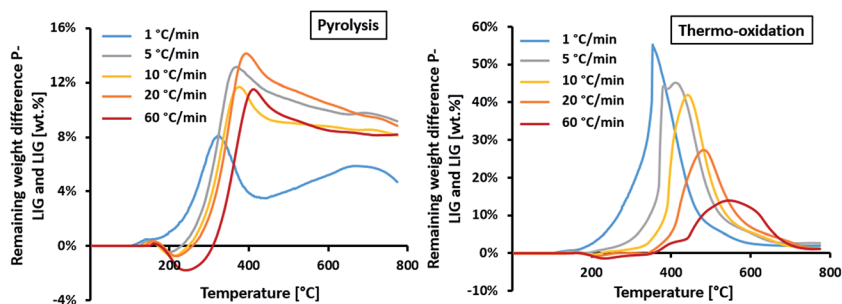 Pyrolysis
Remaining weight difference P-
LIG and LIG [wt.%]
16%
12%
8%
4%
0%
-4%
1 °C/min
5 °C/min
10 °C/min
20 °C/min
60 °C/min
200
400
600
800
Temperature [°C]
Thermo-oxidation
Remaining weight difference P-
LIG and LIG [wt.%]
60%
50%
40%
30%
20%
10%
0%
-10%
1 °C/min
5 °C/min
10 °C/min
20 °C/min
60 °C/min
200
400
600
800
Temperature [°C]